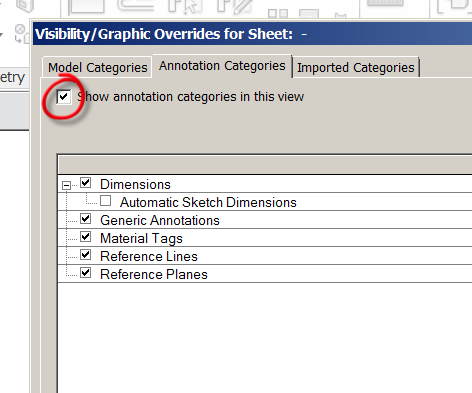 Visibility/Graphic Overrides for Sheet: -
Model Categories Annotation Categories Imported Categories
etry
Show annotation categories in this view
Dimensions
Automatic Sketch Dimensions
Generic Annotations
Material Tags
Reference Lines
Reference Planes